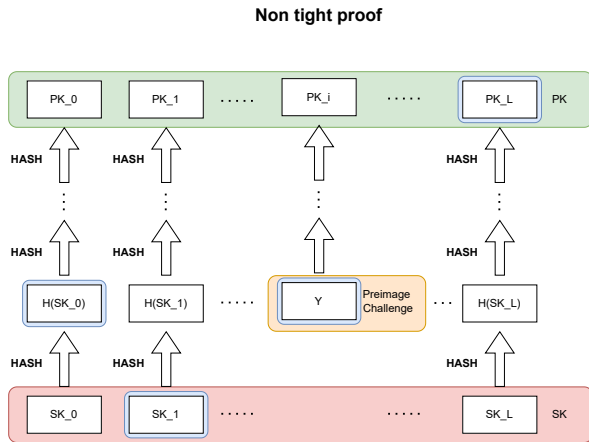 Non tight proof
PK_0 PK_1 ..... PK_i ..... PK_L PK
HASH HASH HASH
HASH HASH HASH
H(SK_0) H(SK_1) ..... Y Preimage Challenge ... H(SK_L)
HASH HASH HASH
SK_0 SK_1 ..... ..... SK_L SK